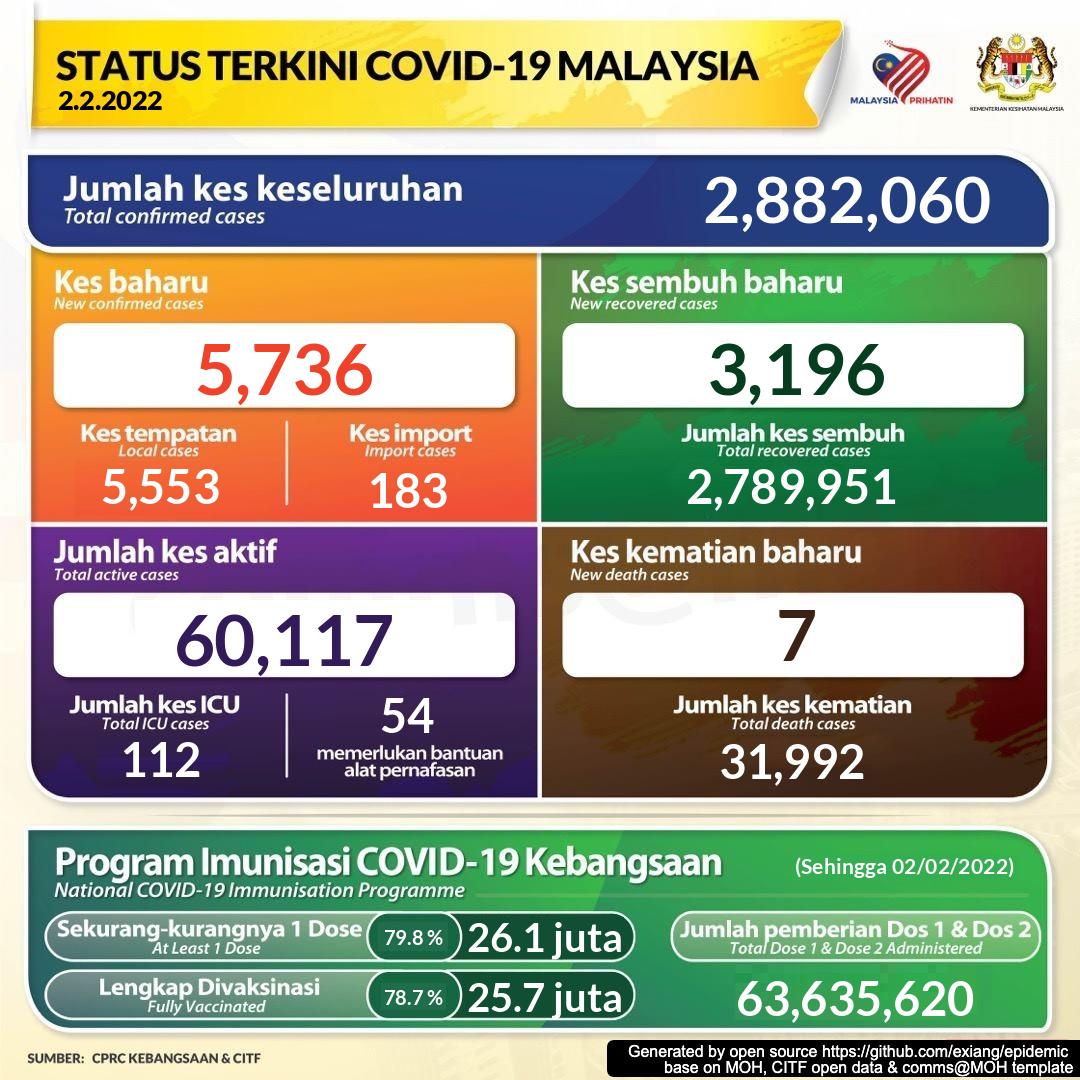 STATUS TERKINI COVID-19 MALAYSIA
2.2.2022
MALAYSIA PRIHATIN
KEMENTERIAN KESIHATAN MALAYSIA
Jumlah kes keseluruhan
Total confirmed cases
2,882,060
Kes baharu
New confirmed cases
5,736
Kes tempatan
Local cases
5,553
Kes import
Import cases
183
Kes sembuh baharu
New recovered cases
3,196
Jumlah kes sembuh
Total recovered cases
2,789,951
Jumlah kes aktif
Total active cases
60,117
Jumlah kes ICU
Total ICU cases
112
54
memerlukan bantuan
alat pernafasan
Kes kematian baharu
New death cases
7
Jumlah kes kematian
Total death cases
31,992
Program Imunisasi COVID-19 Kebangsaan
National COVID-19 Immunisation Programme
(Sehingga 02/02/2022)
Sekurang-kurangnya 1 Dose
At Least 1 Dose
79.8 %
26.1 juta
Lengkap Divaksinasi
Fully Vaccinated
78.7 %
25.7 juta
Jumlah pemberian Dos 1 & Dos 2
Total Dose 1 & Dose 2 Administered
63,635,620
SUMBER: CPRC KEBANGSAAN & CITF
Generated by open source https://github.com/exiang/epidemic
base on MOH, CITF open data & comms@MOH template